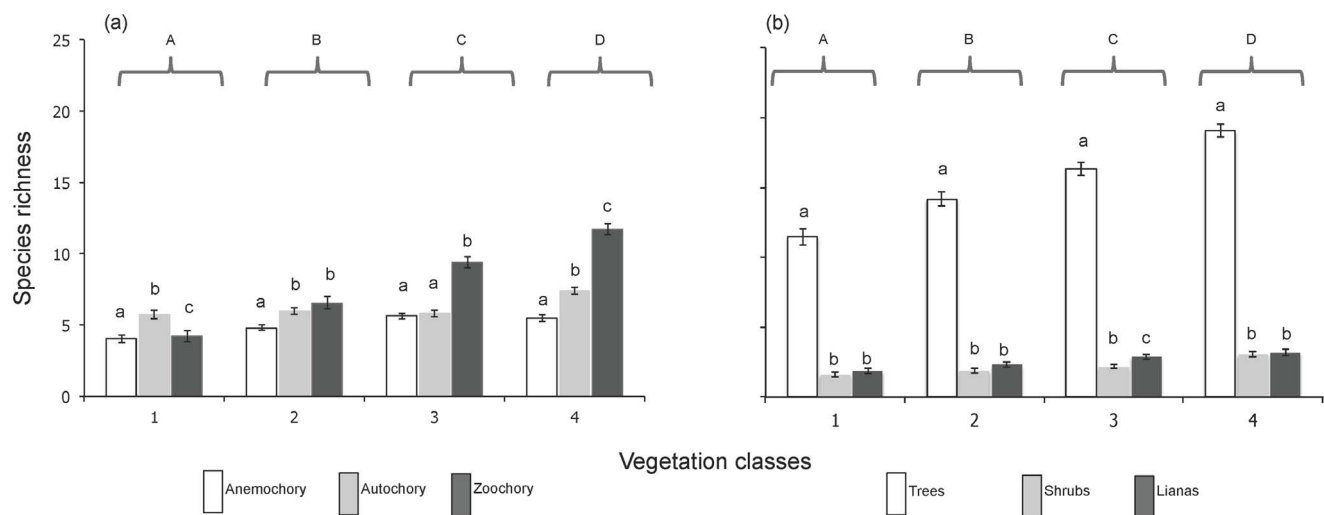 (a)
A B C D
25
20
15
10
5
0
Species richness
a b c
a b b
a a b
a b c
1 2 3 4
(b)
A B C D
a b b
a b b
a b c
a b b
1 2 3 4
Vegetation classes
Anemochory Autochory Zoochory
Trees Shrubs Lianas